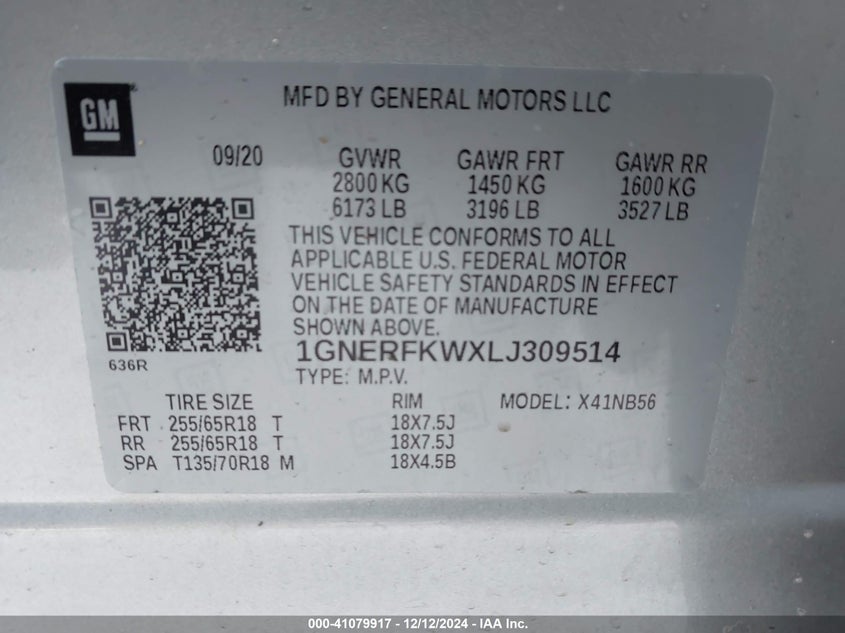 GM
MFD BY GENERAL MOTORS LLC
09/20 GVWR GAWR FRT GAWR RR
2800 KG 1450 KG 1600 KG
6173 LB 3196 LB 3527 LB
THIS VEHICLE CONFORMS TO ALL
APPLICABLE U.S. FEDERAL MOTOR
VEHICLE SAFETY STANDARDS IN EFFECT
ON THE DATE OF MANUFACTURE
SHOWN ABOVE.
636R
1GNERFKWXLJ309514
TYPE: M.P.V.
TIRE SIZE RIM MODEL: X41NB56
FRT 255/65R18 T 18X7.5J
RR 255/65R18 T 18X7.5J
SPA T135/70R18 M 18X4.5B
000-41079917 - 12/12/2024 - IAA Inc.